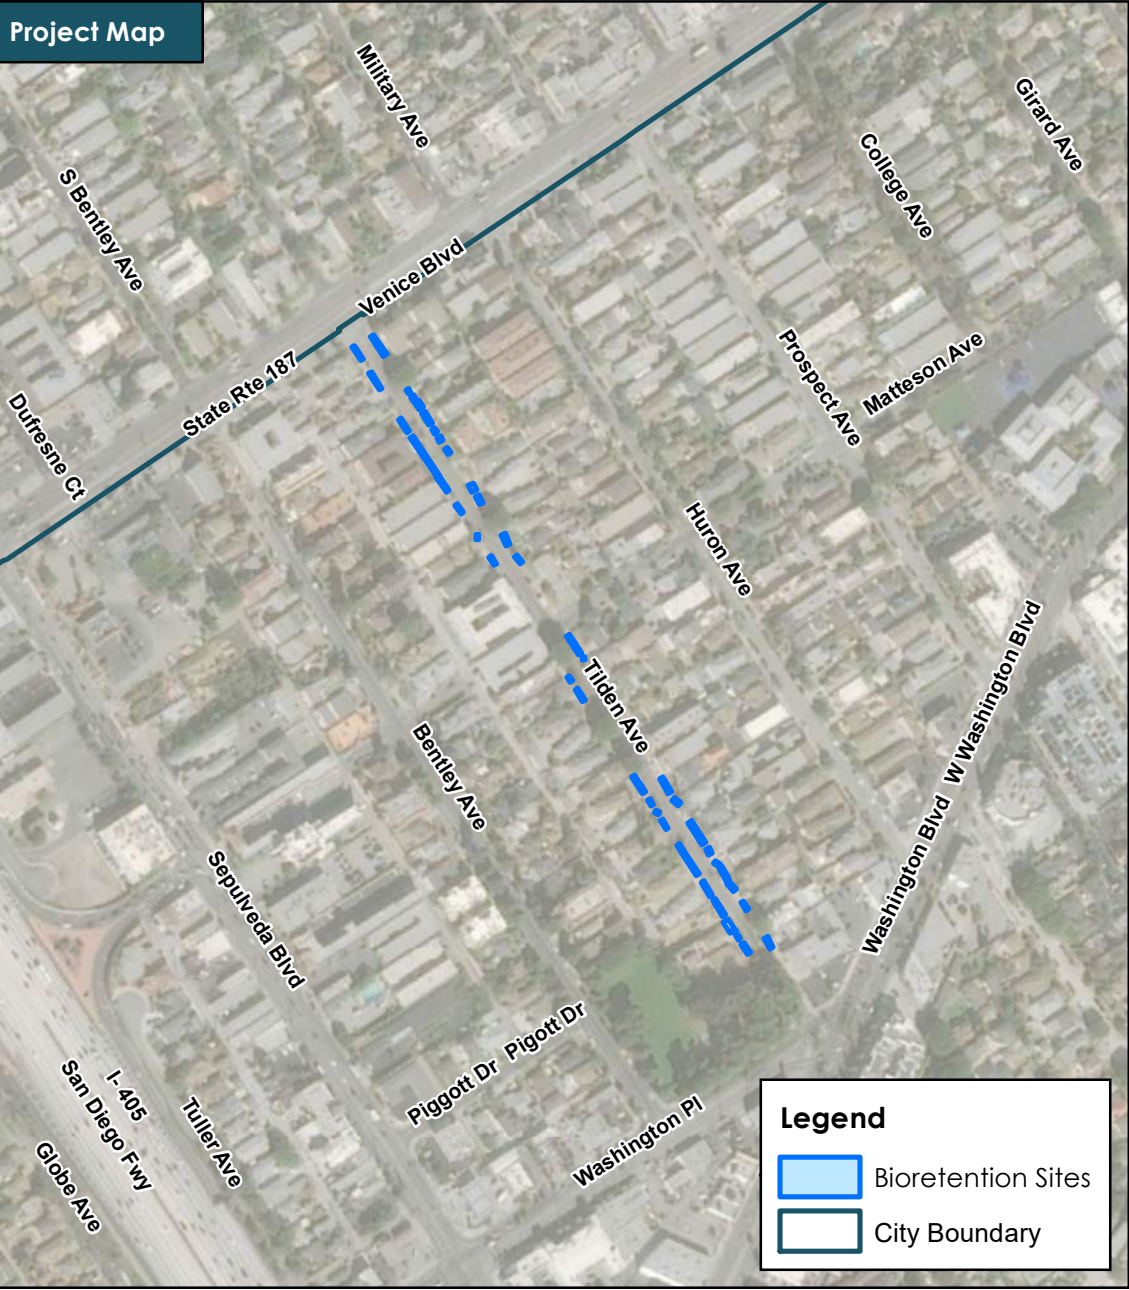 Project Map
Military Ave
Girard Ave
College Ave
S Bentley Ave
Venice Blvd
State Rte 187
Prospect Ave
Matteson Ave
Dufresne Ct
Huron Ave
Tilden Ave
W Washington Blvd
Washington Blvd
Bentley Ave
Sepulveda Blvd
Pigott Dr
Piggott Dr
Washington Pl
I- 405
San Diego Fwy
Tuller Ave
Globe Ave
Legend
Bioretention Sites
City Boundary